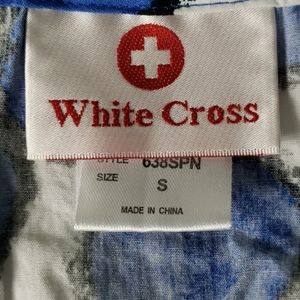 White Cross
STYLE 638SPN
SIZE S
MADE IN CHINA